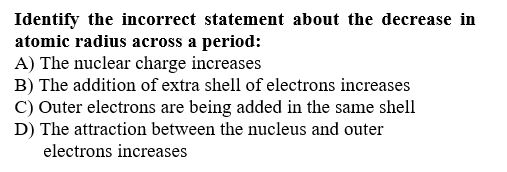 Identify the incorrect statement about the decrease in
atomic radius across a period:
A) The nuclear charge increases
B) The addition of extra shell of electrons increases
C) Outer electrons are being added in the same shell
D) The attraction between the nucleus and outer
electrons increases